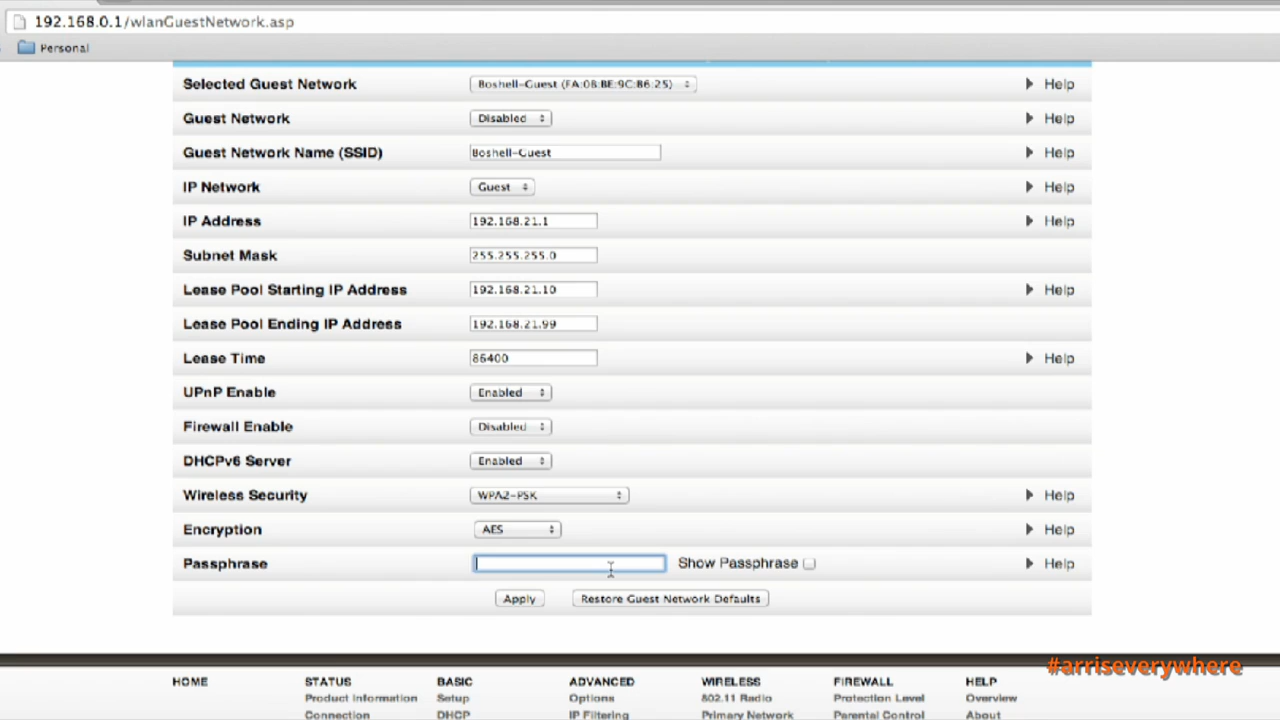 192.168.0.1/wlanGuestNetwork.asp
Personal
Selected Guest Network Boshell-Guest (FA:0B:BE:9C:B6:25) Help
Guest Network Disabled Help
Guest Network Name (SSID) Boshell-Guest Help
IP Network Guest Help
IP Address 192.168.21.1 Help
Subnet Mask 255.255.255.0
Lease Pool Starting IP Address 192.168.21.10 Help
Lease Pool Ending IP Address 192.168.21.99
Lease Time 86400 Help
UPnP Enable Enabled
Firewall Enable Disabled
DHCPv6 Server Enabled
Wireless Security WPA2-PSK Help
Encryption AES Help
Passphrase Show Passphrase Help
Apply Restore Guest Network Defaults
#arriseverywhere
HOME STATUS BASIC ADVANCED WIRELESS FIREWALL HELP
Product Information Setup Options 802.11 Radio Protection Level Overview
Connection DHCP IP Filtering Primary Network Parental Control About